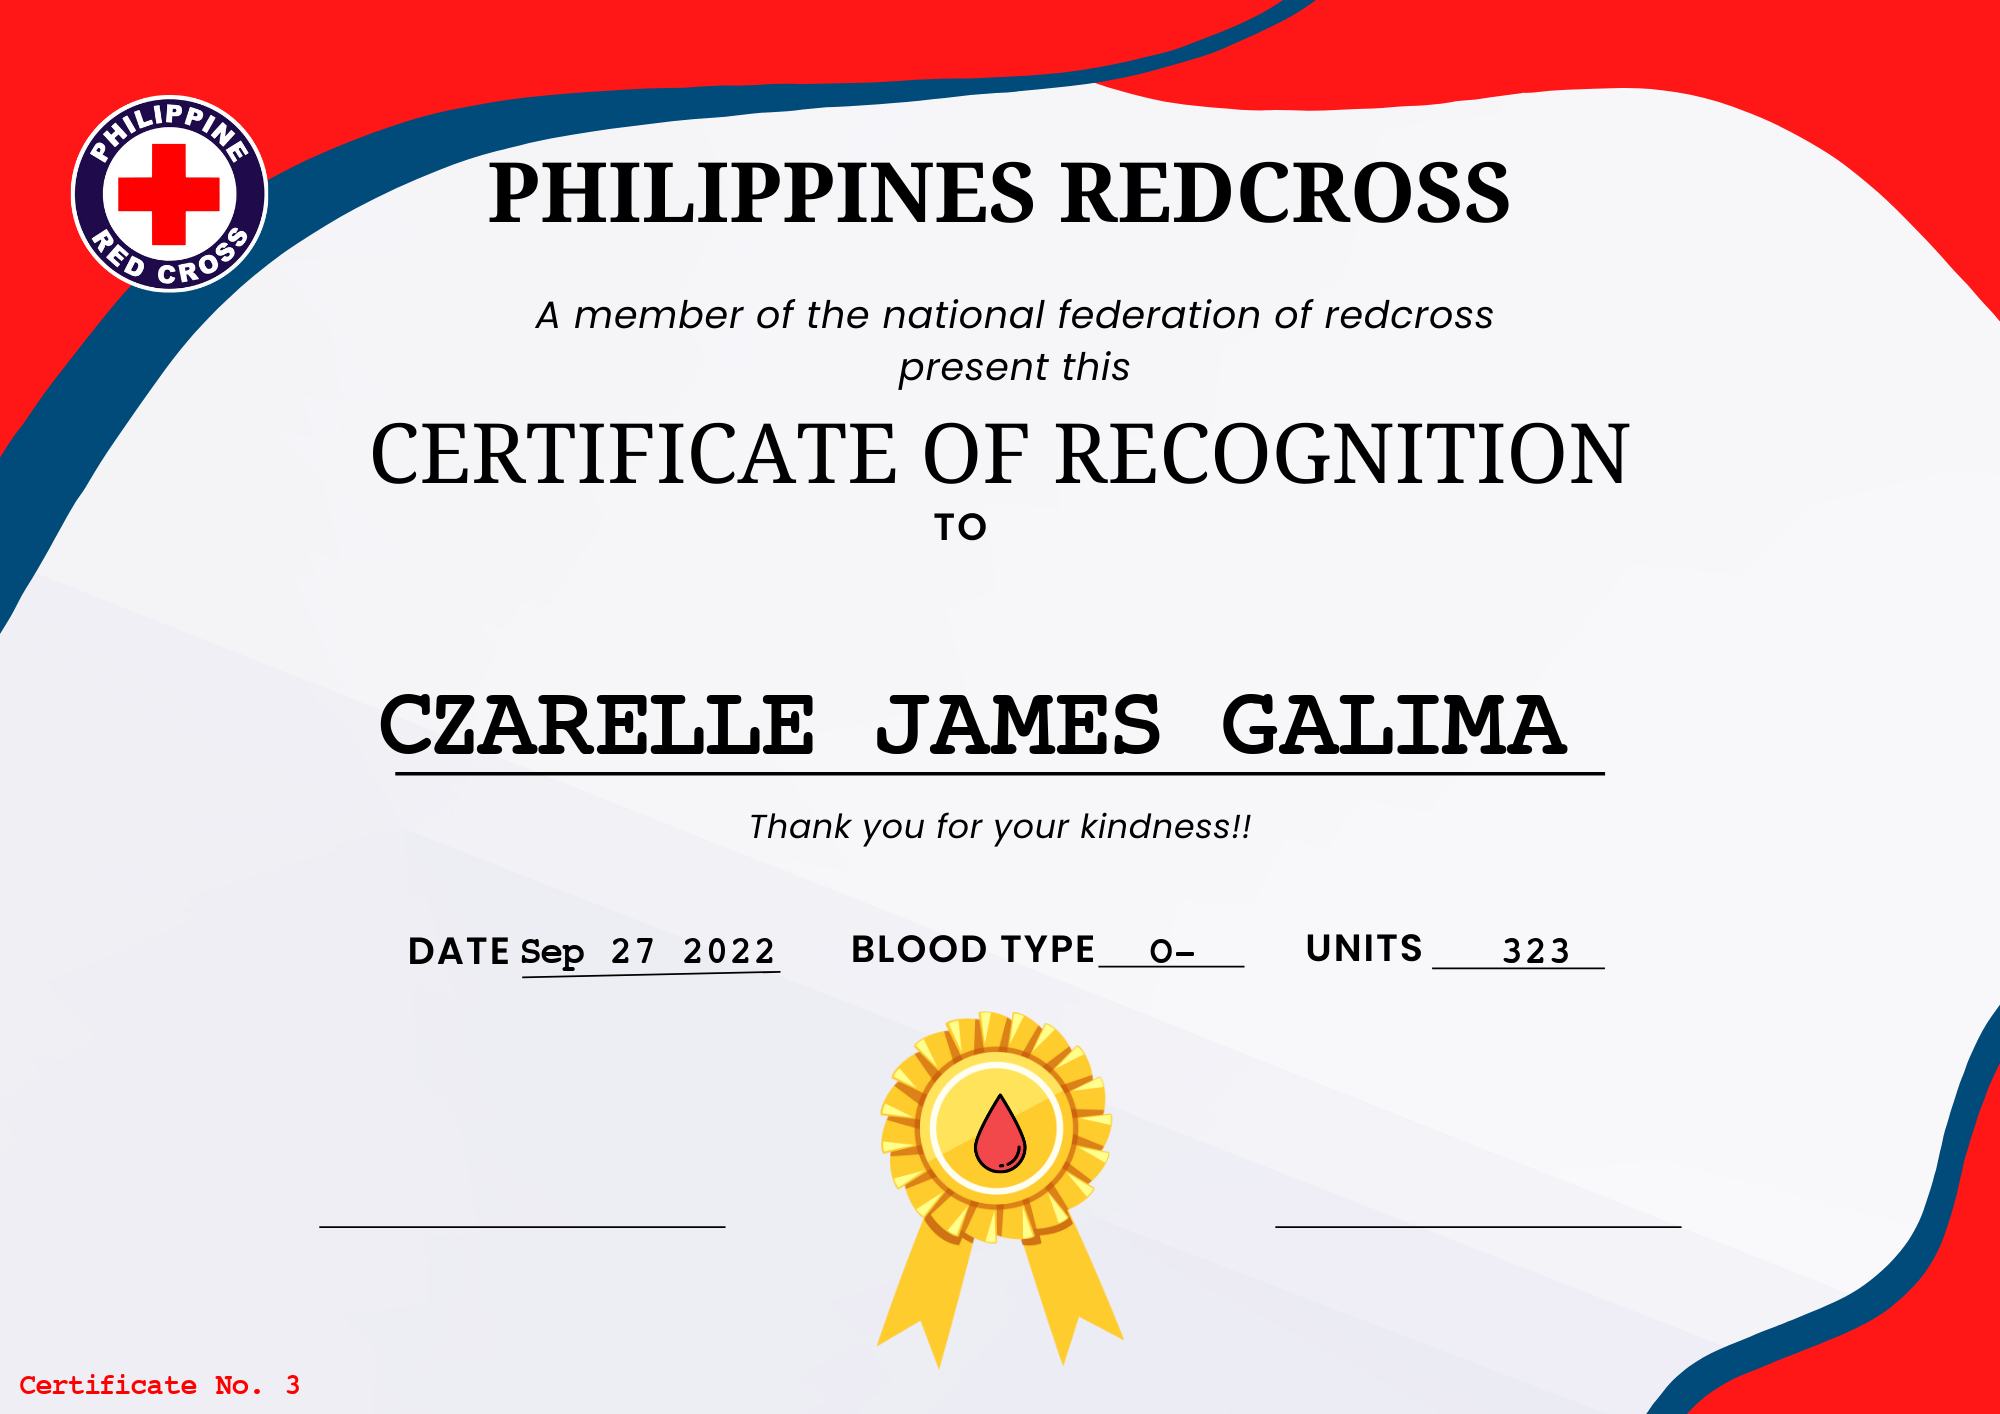 PHILIPPINE
RED CROSS
PHILIPPINES REDCROSS
A member of the national federation of redcross
present this
CERTIFICATE OF RECOGNITION
TO
CZARELLE JAMES GALIMA
Thank you for your kindness!!
DATE Sep 27 2022 BLOOD TYPE O- UNITS 323
Certificate No. 3